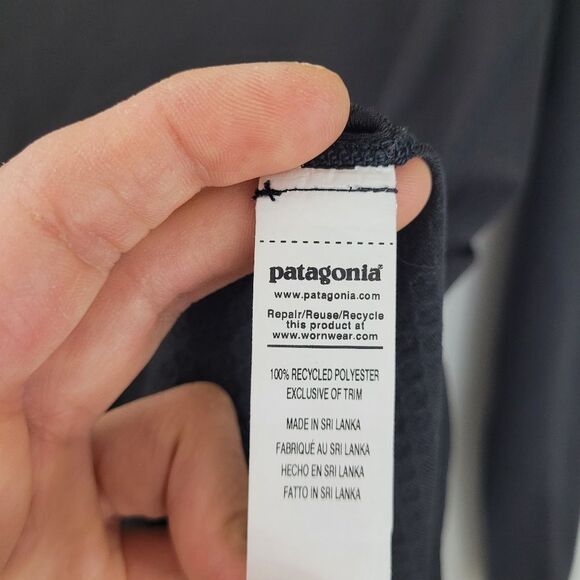 patagonia®
www.patagonia.com
Repair/Reuse/Recycle
this product at
www.wornwear.com
100% RECYCLED POLYESTER
EXCLUSIVE OF TRIM
MADE IN SRI LANKA
FABRIQUÉ AU SRI LANKA
HECHO EN SRI LANKA
FATTO IN SRI LANKA